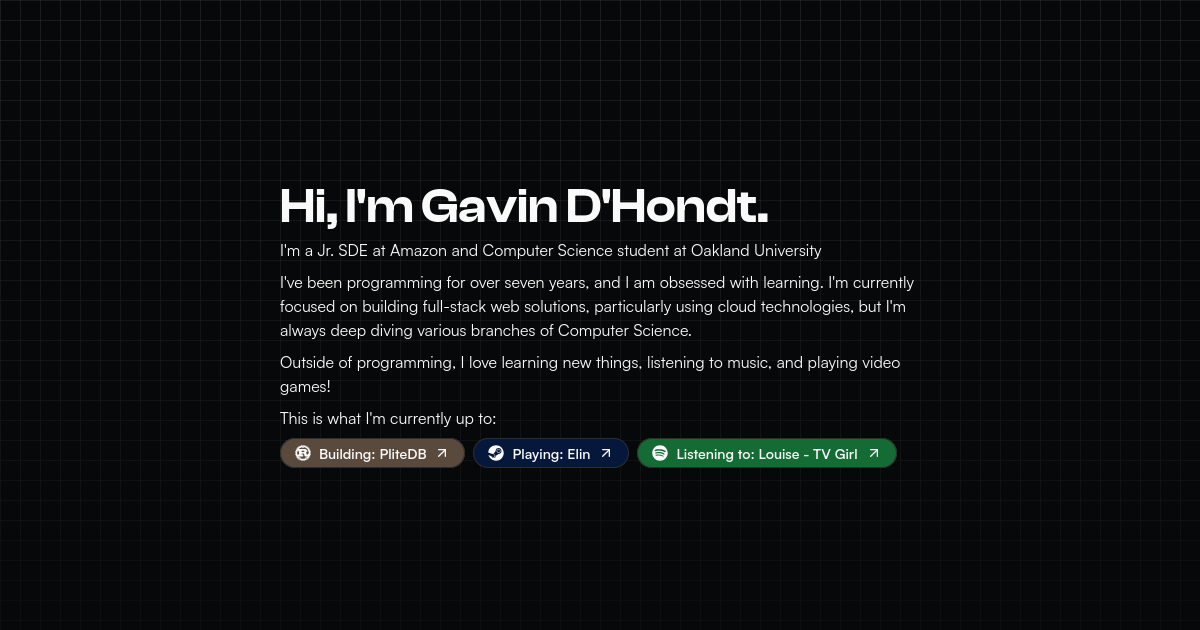 Hi, I'm Gavin D'Hondt.
I'm a Jr. SDE at Amazon and Computer Science student at Oakland University
I've been programming for over seven years, and I am obsessed with learning. I'm currently
focused on building full-stack web solutions, particularly using cloud technologies, but I'm
always deep diving various branches of Computer Science.
Outside of programming, I love learning new things, listening to music, and playing video
games!
This is what I'm currently up to:
Building: PliteDB
Playing: Elin
Listening to: Louise - TV Girl